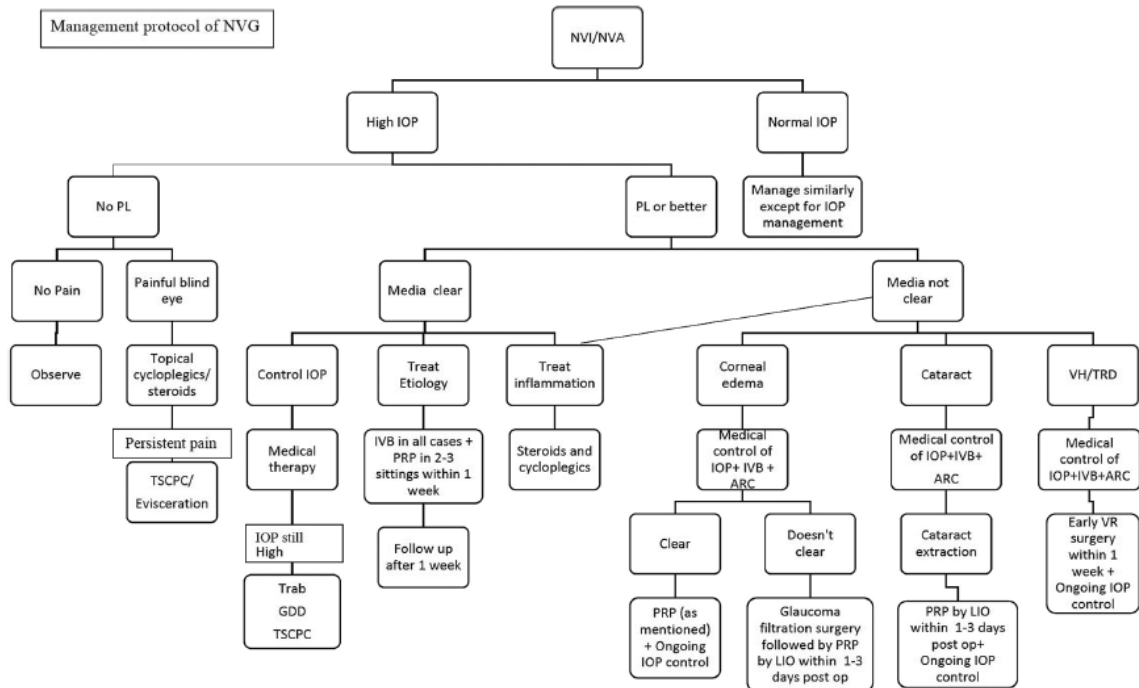 Management protocol of NVG
NVI/NVA
High IOP
Normal IOP
No PL
PL or better
Manage similarly
except for IOP
management
No Pain
Painful blind
eye
Media clear
Media not
clear
Observe
Topical
cycloplegics/
steroids
Control IOP
Treat
Etiology
Treat
inflammation
Corneal
edema
Cataract
VH/TRD
Persistent pain
TSCPC/
Evisceration
Medical
therapy
IVB in all cases +
PRP in 2-3
sittings within 1
week
Steroids and
cycloplegics
Medical control
of IOP+ IVB +
ARC
Medical control
of IOP+IVB+
ARC
Medical
control of
IOP+IVB+ARC
IOP still
High
Follow up
after 1 week
Clear
Doesn't
clear
Cataract
extraction
Early VR
surgery
within 1
week +
Ongoing IOP
control
Trab
GDD
TSCPC
PRP (as
mentioned)
+ Ongoing
IOP control
Glaucoma
filtration surgery
followed by PRP
by LIO within 1-3
days post op
PRP by LIO
within 1-3 days
post op+
Ongoing IOP
control